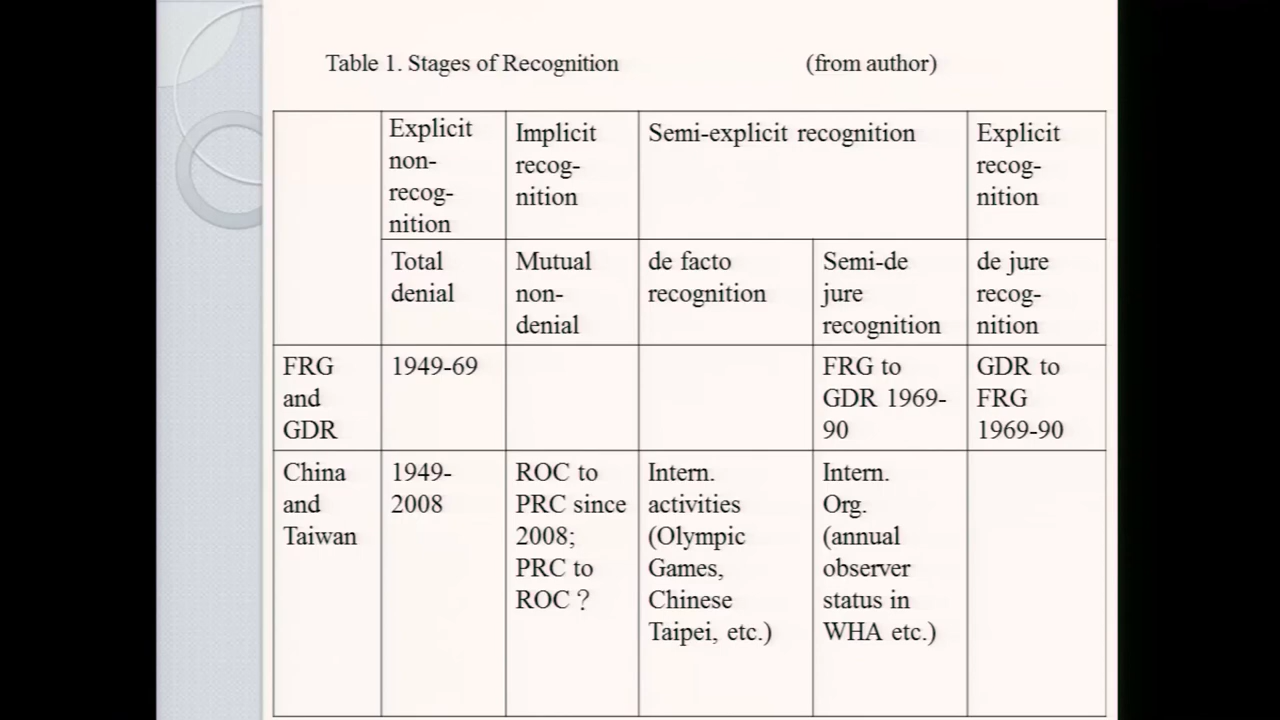 Table 1. Stages of Recognition (from author)
Explicit
non-
recog-
nition
Implicit
recog-
nition
Semi-explicit recognition
Explicit
recog-
nition
Total
denial
Mutual
non-
denial
de facto
recognition
Semi-de
jure
recognition
de jure
recog-
nition
FRG
and
GDR
1949-69
FRG to
GDR 1969-
90
GDR to
FRG
1969-90
China
and
Taiwan
1949-
2008
ROC to
PRC since
2008;
PRC to
ROC？
Intern.
activities
(Olympic
Games,
Chinese
Taipei, etc.)
Intern.
Org.
(annual
observer
status in
WHA etc.)